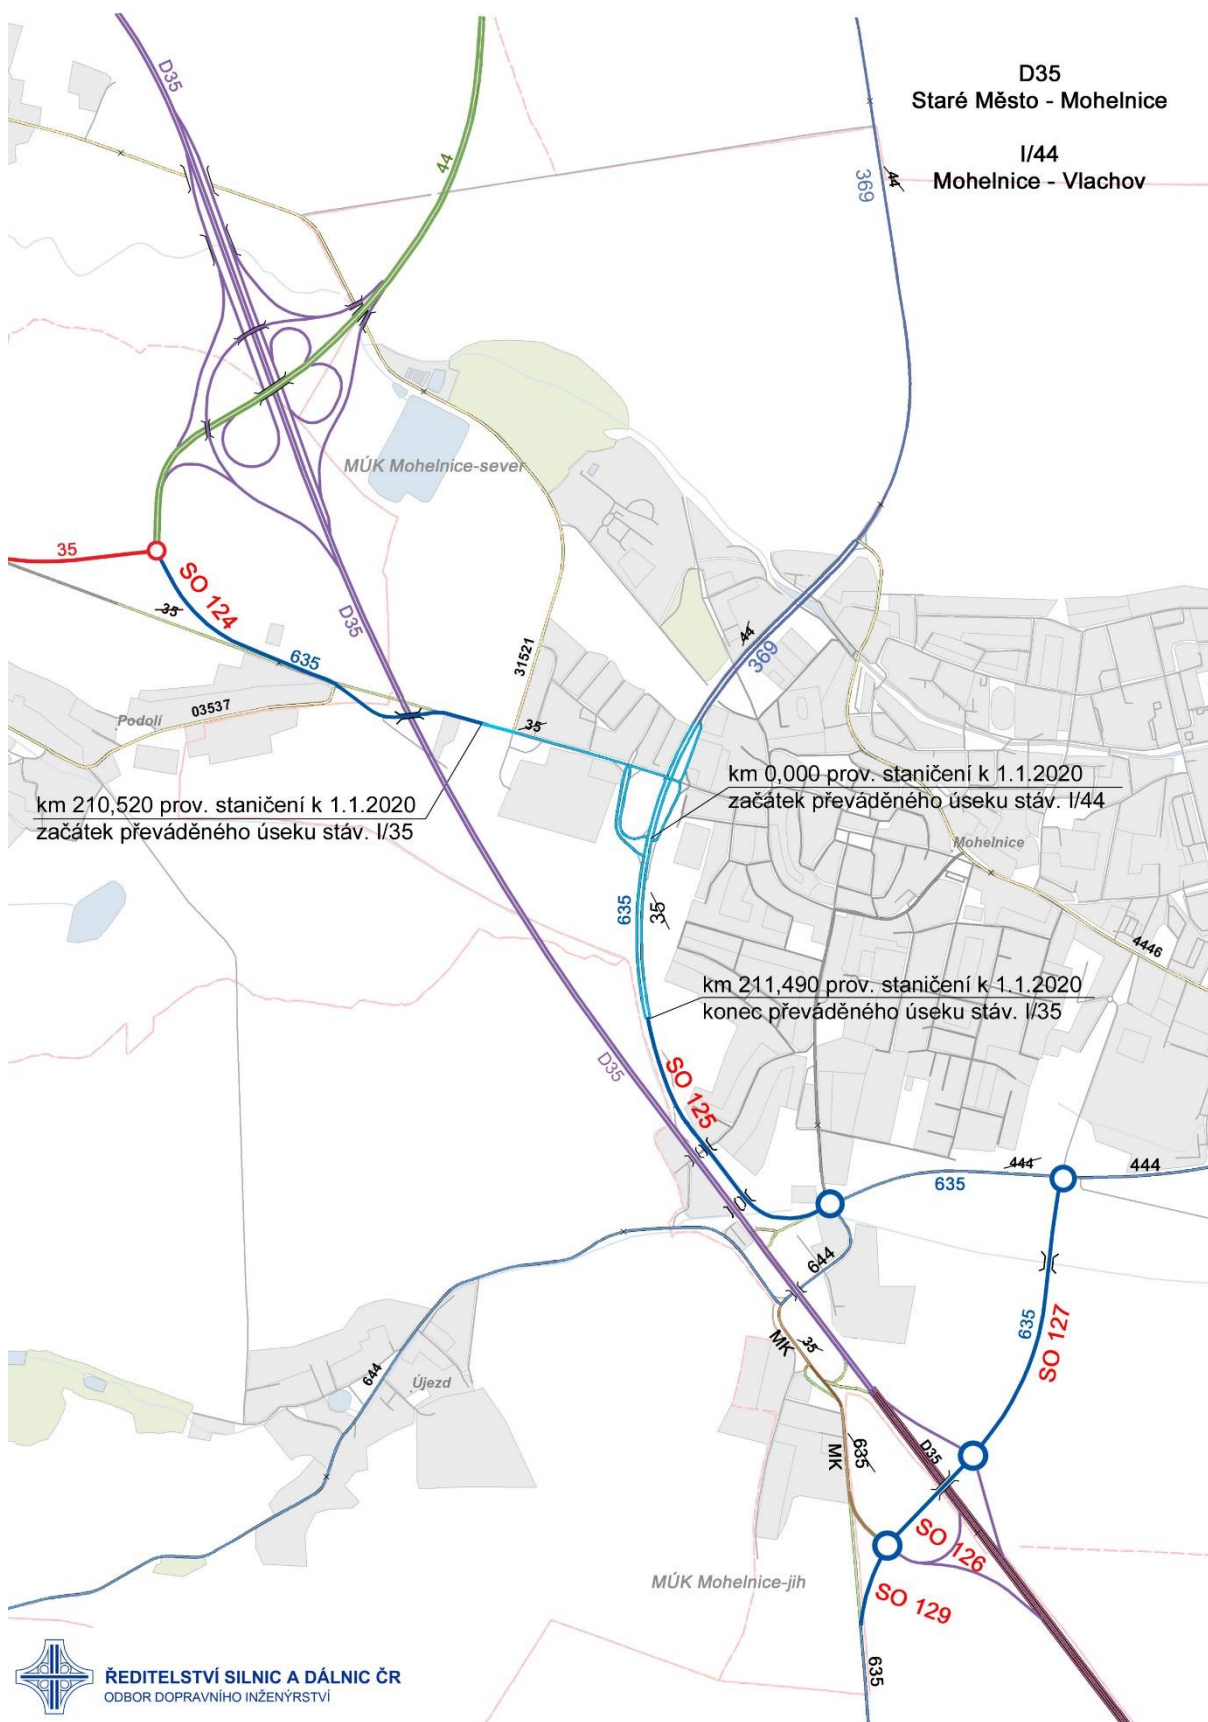 D35
Staré Město - Mohelnice
I/44
Mohelnice - Vlachov
D35
44
369
44
MÚK Mohelnice-sever
35
SO 124
35
D35
635
31521
44
369
03537
Podolí
35
km 210,520 prov. staničení k 1.1.2020
začátek převáděného úseku stáv. I/35
km 0,000 prov. staničení k 1.1.2020
začátek převáděného úseku stáv. I/44
Mohelnice
635
35
4446
km 211,490 prov. staničení k 1.1.2020
konec převáděného úseku stáv. I/35
D35
SO 125
444
444
635
644
635
SO 127
MK
35
644
Újezd
D35
635
MK
SO 126
MÚK Mohelnice-jih
SO 129
635
ŘEDITELSTVÍ SILNIC A DÁLNIC ČR
ODBOR DOPRAVNÍHO INŽENÝRSTVÍ